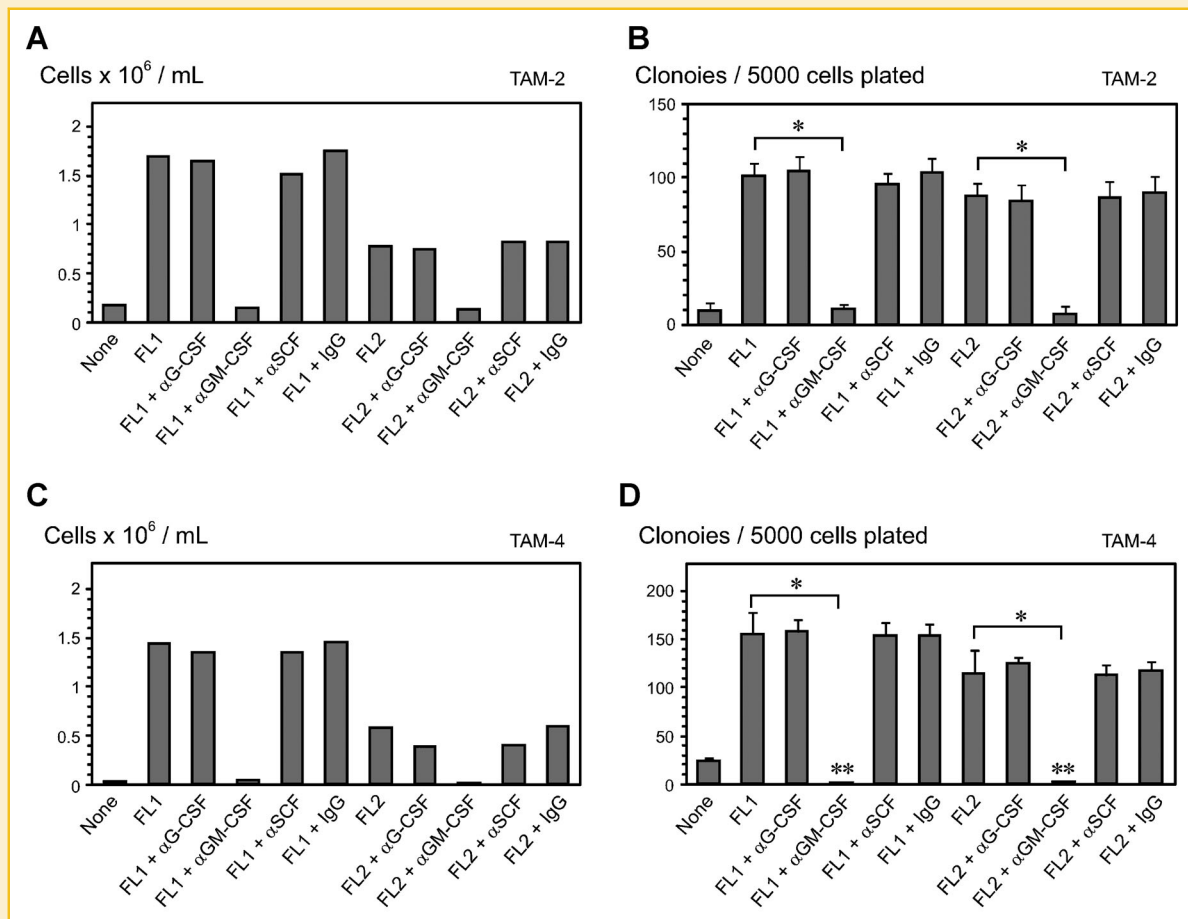 A
Cells x 10⁶ / mL
TAM-2
2
1.5
1
0.5
0
None
FL1
FL1 + αG-CSF
FL1 + αGM-CSF
FL1 + αSCF
FL1 + IgG
FL2
FL2 + αG-CSF
FL2 + αGM-CSF
FL2 + αSCF
FL2 + IgG
B
Clonoies / 5000 cells plated
TAM-2
150
100
50
0
*
*
None
FL1
FL1 + αG-CSF
FL1 + αGM-CSF
FL1 + αSCF
FL1 + IgG
FL2
FL2 + αG-CSF
FL2 + αGM-CSF
FL2 + αSCF
FL2 + IgG
C
Cells x 10⁶ / mL
TAM-4
2
1.5
1
0.5
0
None
FL1
FL1 + αG-CSF
FL1 + αGM-CSF
FL1 + αSCF
FL1 + IgG
FL2
FL2 + αG-CSF
FL2 + αGM-CSF
FL2 + αSCF
FL2 + IgG
D
Clonoies / 5000 cells plated
TAM-4
200
150
100
50
0
*
*
**
**
None
FL1
FL1 + αG-CSF
FL1 + αGM-CSF
FL1 + αSCF
FL1 + IgG
FL2
FL2 + αG-CSF
FL2 + αGM-CSF
FL2 + αSCF
FL2 + IgG